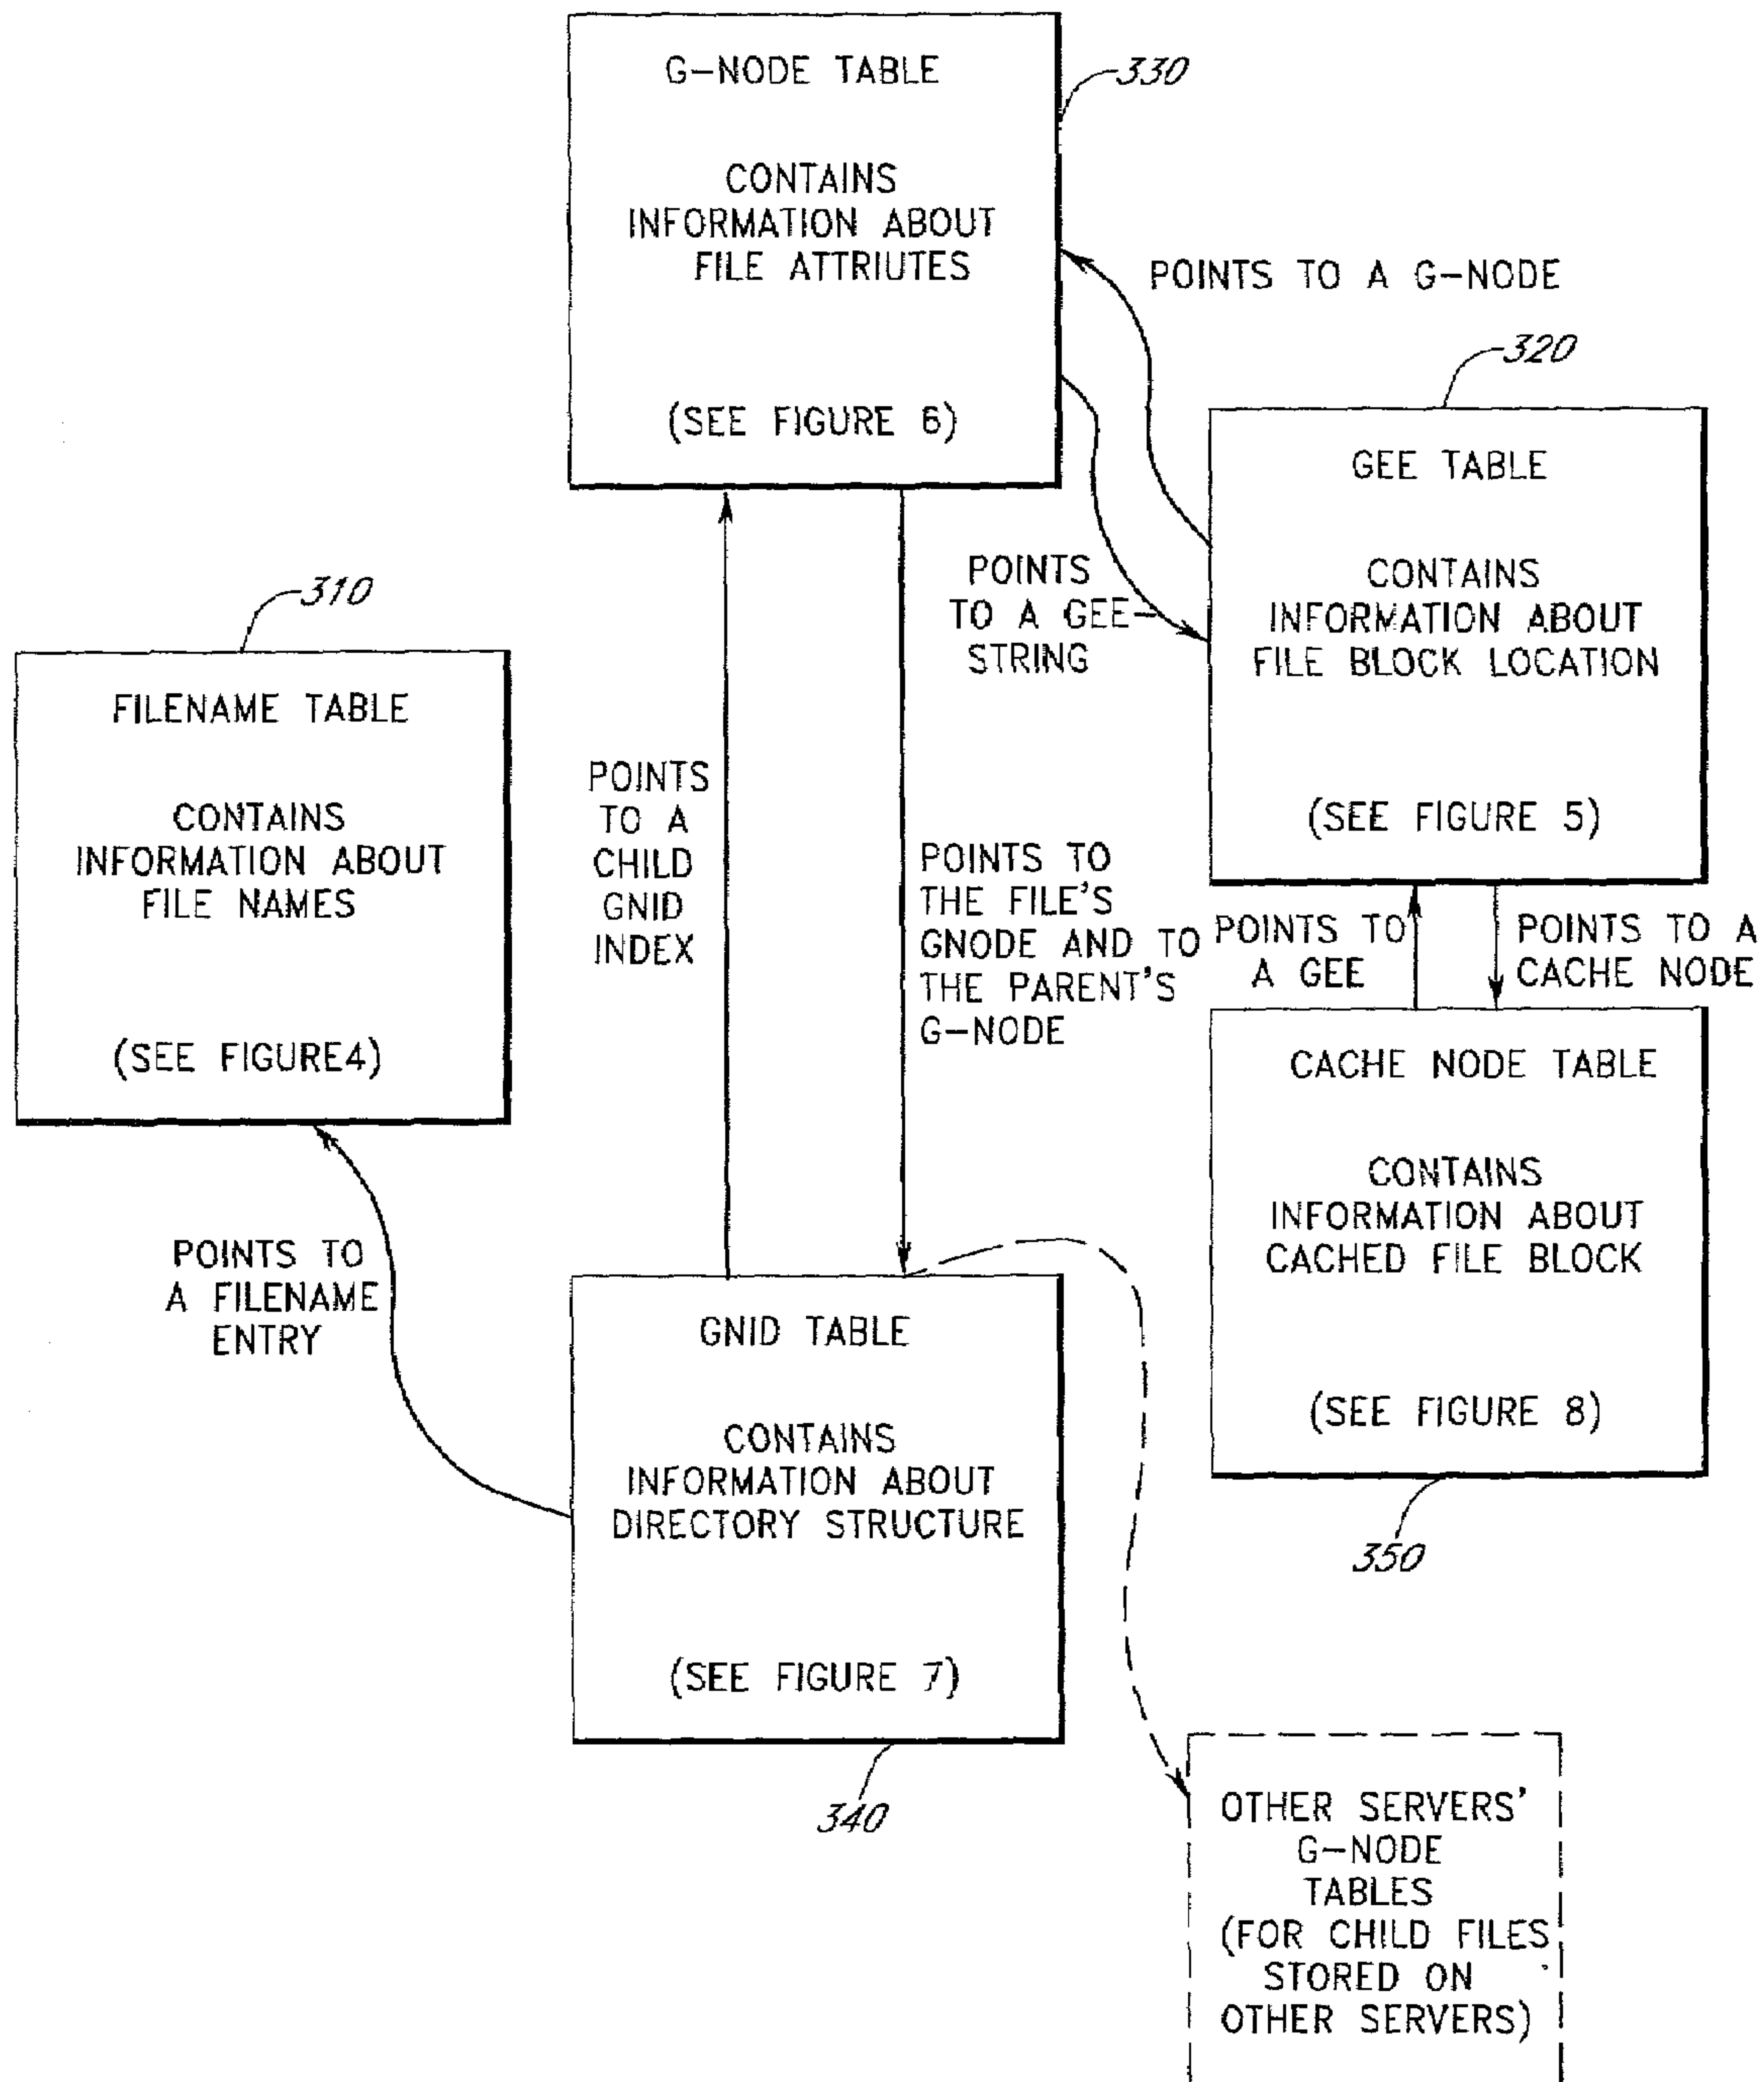 G-NODE TABLE
CONTAINS
INFORMATION ABOUT
FILE ATTRIUTES
(SEE FIGURE 6)
330
POINTS TO A G-NODE
320
GEE TABLE
CONTAINS
INFORMATION ABOUT
FILE BLOCK LOCATION
(SEE FIGURE 5)
POINTS
TO A GEE
STRING
310
FILENAME TABLE
CONTAINS
INFORMATION ABOUT
FILE NAMES
(SEE FIGURE4)
POINTS
TO A
CHILD
GNID
INDEX
POINTS TO
THE FILE'S
GNODE AND TO
THE PARENT'S
G-NODE
POINTS TO
A GEE
POINTS TO A
CACHE NODE
CACHE NODE TABLE
CONTAINS
INFORMATION ABOUT
CACHED FILE BLOCK
(SEE FIGURE 8)
350
POINTS TO
A FILENAME
ENTRY
GNID TABLE
CONTAINS
INFORMATION ABOUT
DIRECTORY STRUCTURE
(SEE FIGURE 7)
340
OTHER SERVERS'
G-NODE
TABLES
(FOR CHILD FILES
STORED ON
OTHER SERVERS)